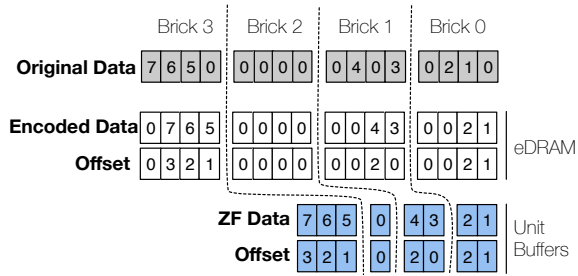 Brick 3 Brick 2 Brick 1 Brick 0
Original Data 7 6 5 0 0 0 0 0 0 4 0 3 0 2 1 0
Encoded Data 0 7 6 5 0 0 0 0 0 0 4 3 0 0 2 1
Offset 0 3 2 1 0 0 0 0 0 0 2 0 0 0 2 1
eDRAM
ZF Data 7 6 5 0 4 3 2 1
Offset 3 2 1 0 2 0 2 1
Unit
Buffers